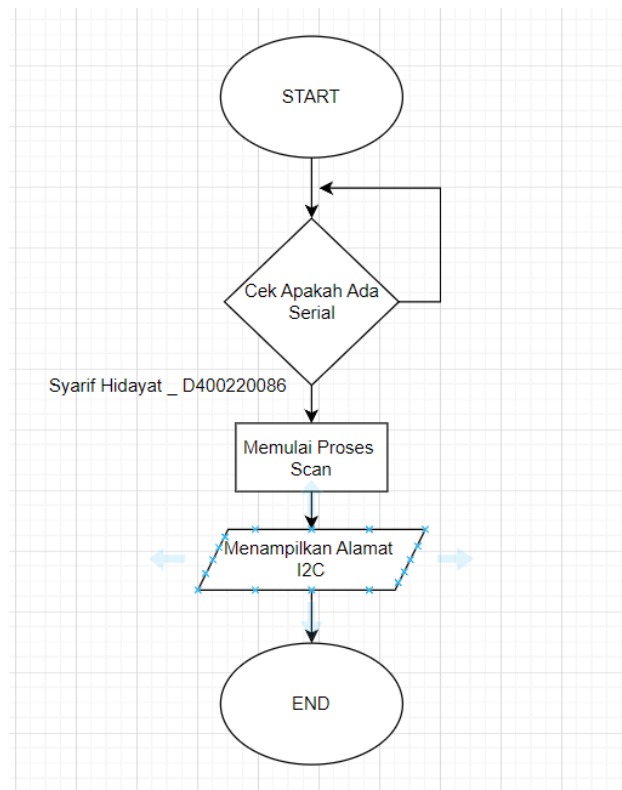 START
Cek Apakah Ada
Serial
Syarif Hidayat _ D400220086
Memulai Proses
Scan
Menampilkan Alamat
I2C
END